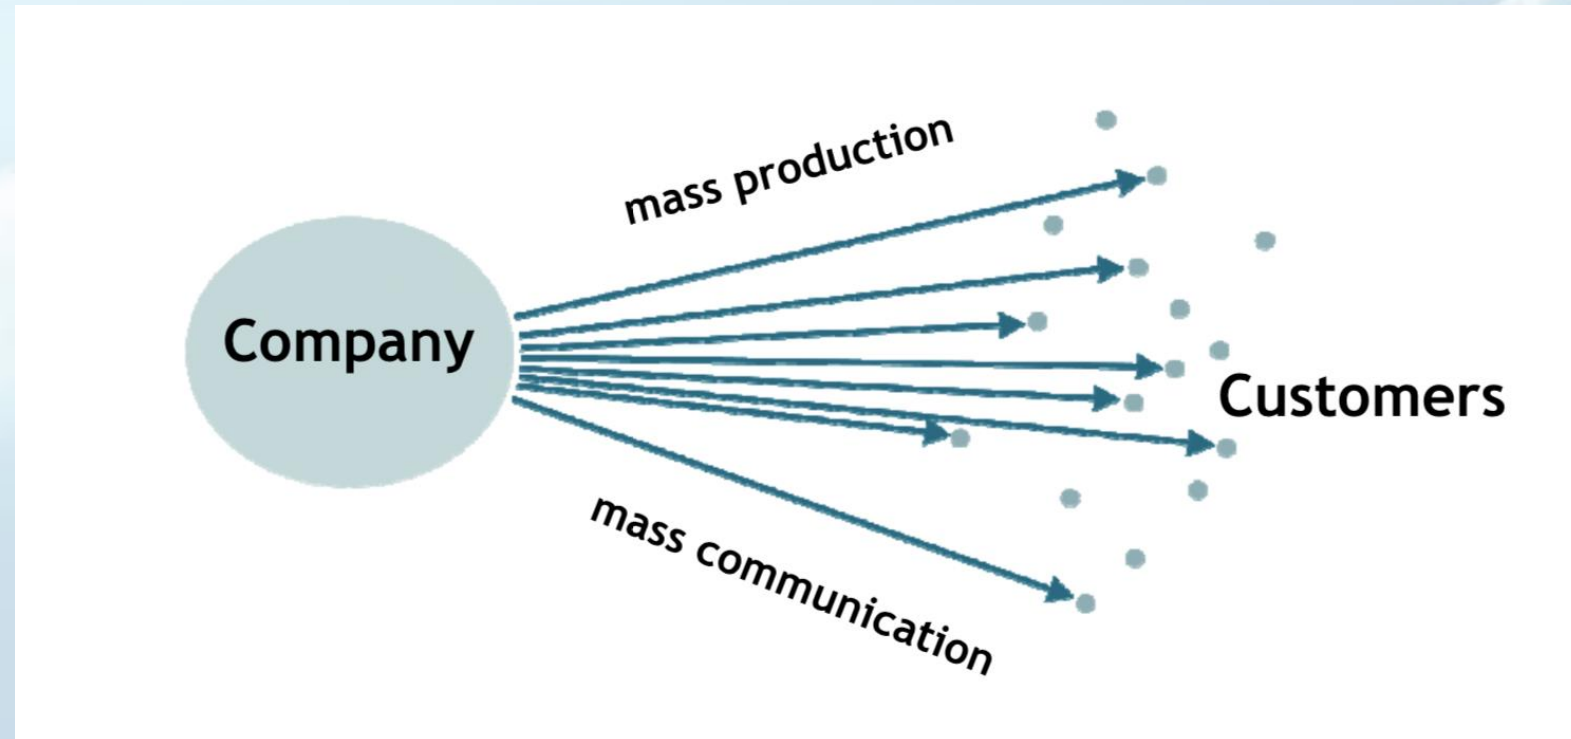 mass production
Company
Customers
mass communication